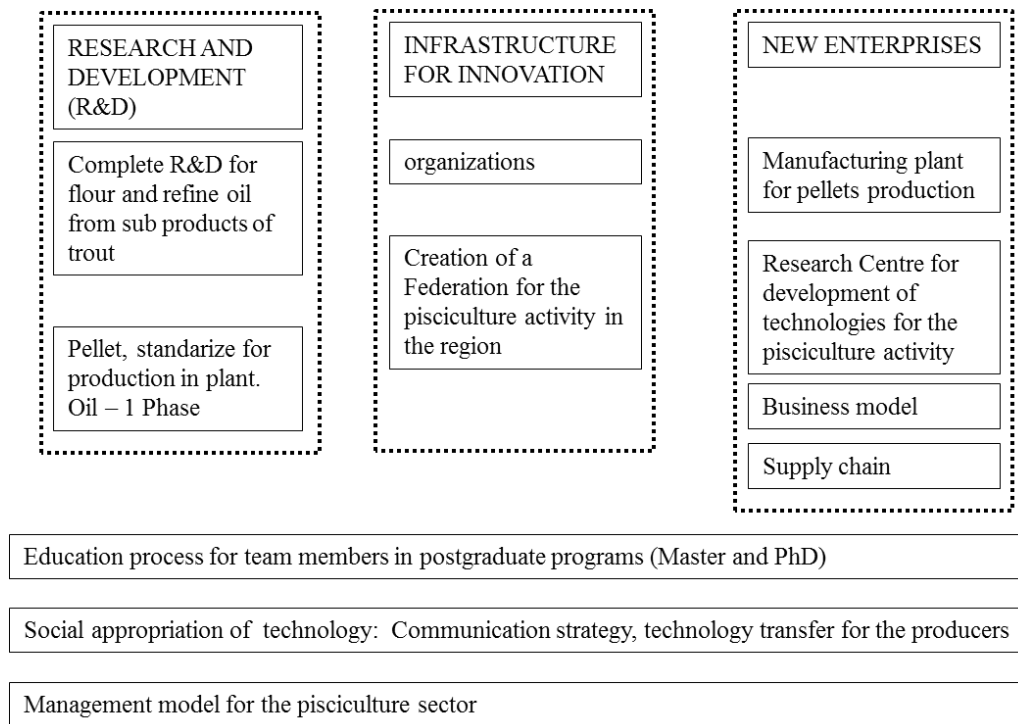 RESEARCH AND
DEVELOPMENT
(R&D)
Complete R&D for
flour and refine oil
from sub products of
trout
Pellet, standarize for
production in plant.
Oil – 1 Phase
INFRASTRUCTURE
FOR INNOVATION
organizations
Creation of a
Federation for the
pisciculture activity in
the region
NEW ENTERPRISES
Manufacturing plant
for pellets production
Research Centre for
development of
technologies for the
pisciculture activity
Business model
Supply chain
Education process for team members in postgraduate programs (Master and PhD)
Social appropriation of technology: Communication strategy, technology transfer for the producers
Management model for the pisciculture sector